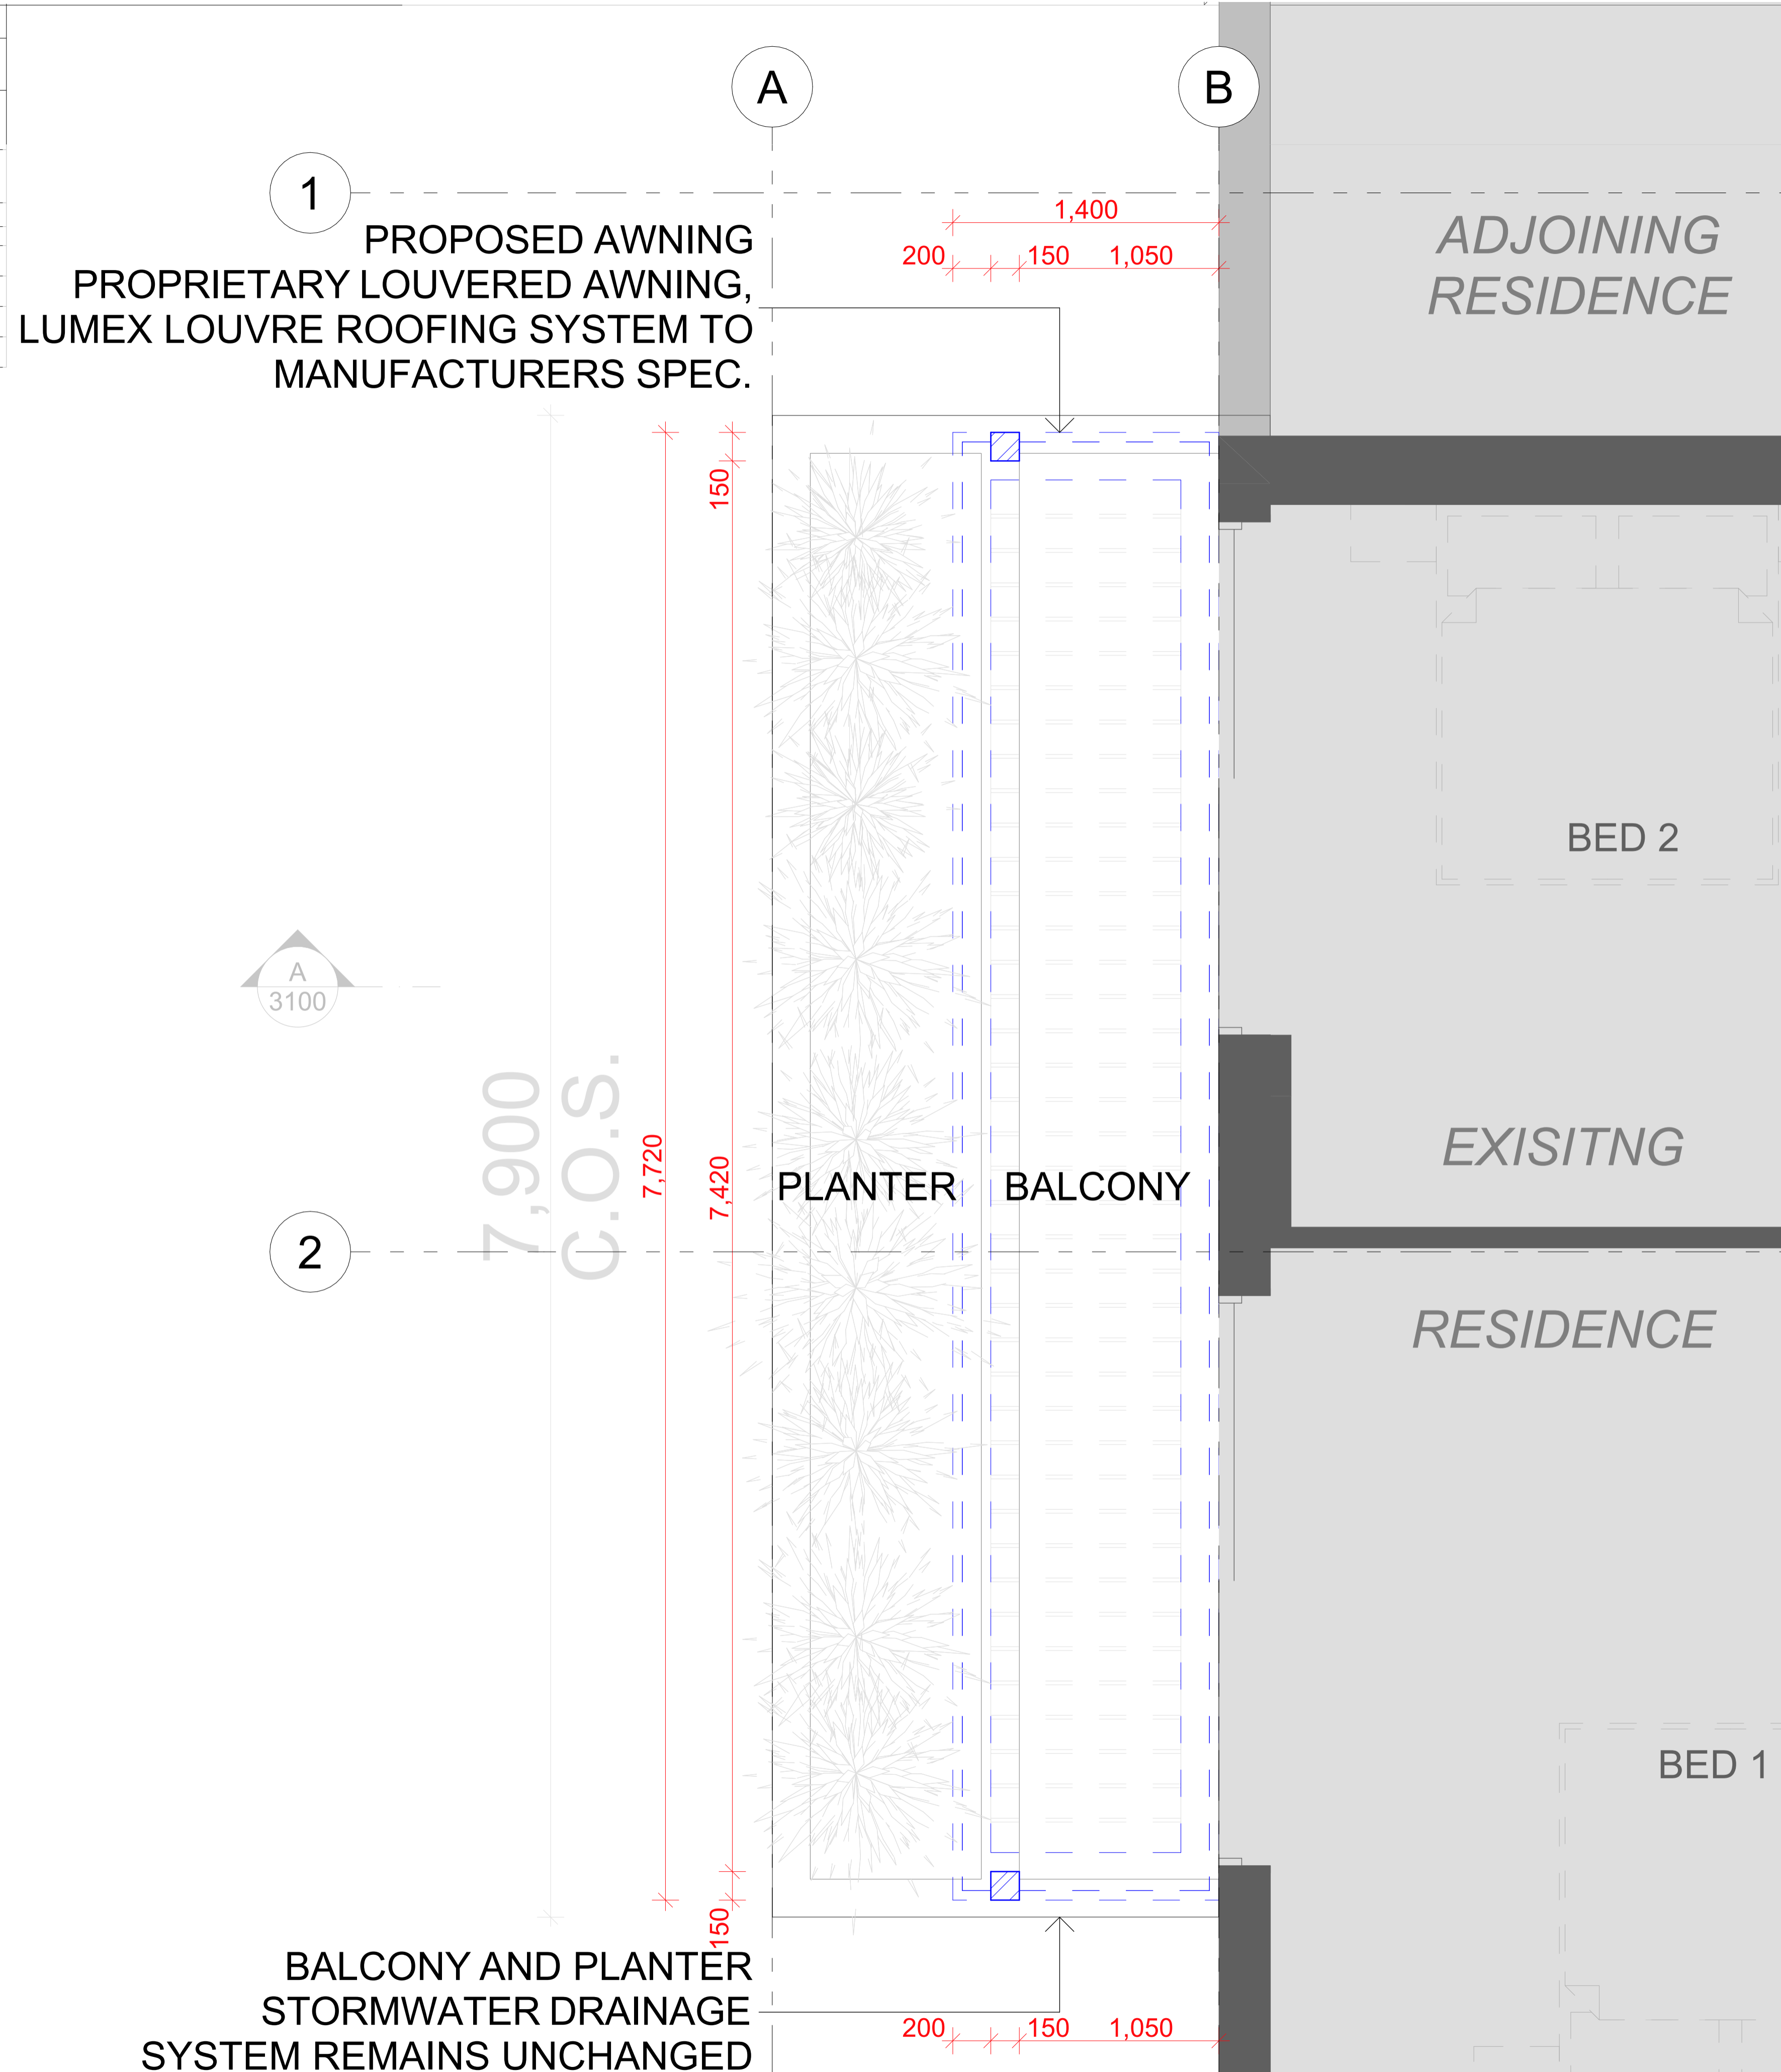 A
B
1
1,400
200
150
1,050
PROPOSED AWNING
PROPRIETARY LOUVERED AWNING,
LUMEX LOUVRE ROOFING SYSTEM TO
MANUFACTURERS SPEC.
ADJOINING
RESIDENCE
150
BED 2
A
3100
7,900
C.O.S.
7,720
7,420
PLANTER
BALCONY
EXISITNG
2
RESIDENCE
BED 1
150
BALCONY AND PLANTER
STORMWATER DRAINAGE
SYSTEM REMAINS UNCHANGED
200
150
1,050